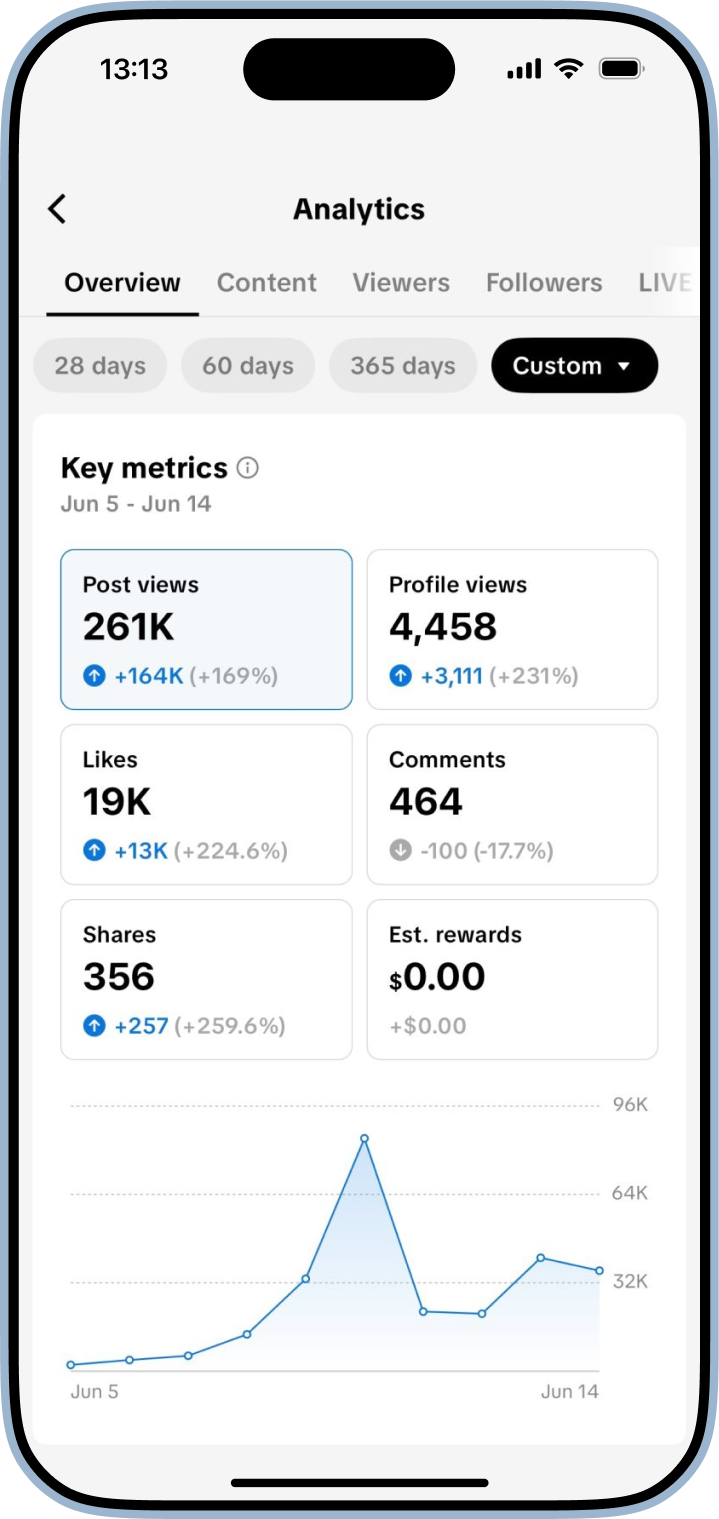 13:13
Analytics
Overview Content Viewers Followers LIVE
28 days 60 days 365 days Custom
Key metrics
Jun 5 - Jun 14
Post views
261K
+164K (+169%)
Profile views
4,458
+3,111 (+231%)
Likes
19K
+13K (+224.6%)
Comments
464
-100 (-17.7%)
Shares
356
+257 (+259.6%)
Est. rewards
$0.00
+$0.00
96K
64K
32K
Jun 5 Jun 14